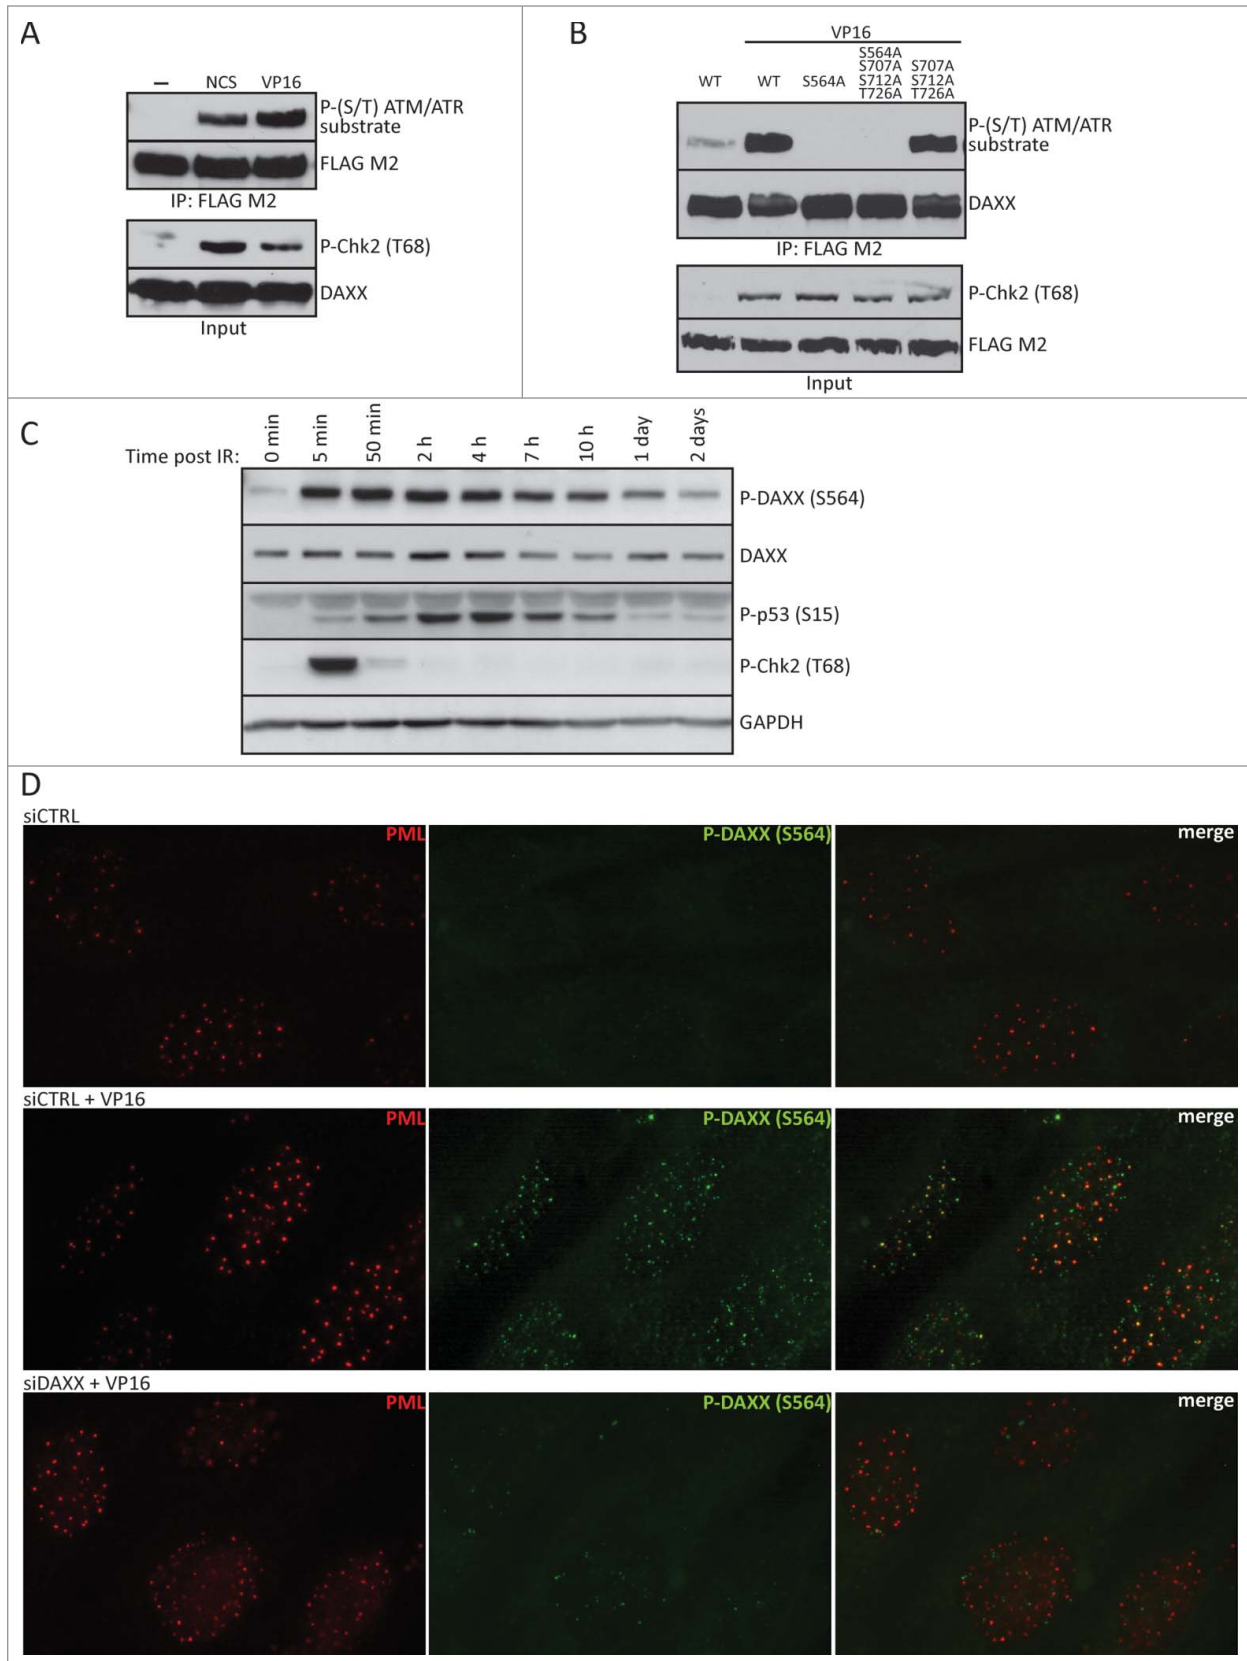 A
— NCS VP16
P-(S/T) ATM/ATR
substrate
FLAG M2
IP: FLAG M2
P-Chk2 (T68)
DAXX
Input
B
VP16
WT WT S564A S564A S707A S712A T726A S707A S712A T726A
P-(S/T) ATM/ATR
substrate
DAXX
IP: FLAG M2
P-Chk2 (T68)
FLAG M2
Input
C
Time post IR: 0 min 5 min 50 min 2 h 4 h 7 h 10 h 1 day 2 days
P-DAXX (S564)
DAXX
P-p53 (S15)
P-Chk2 (T68)
GAPDH
D
siCTRL
PML P-DAXX (S564) merge
siCTRL + VP16
PML P-DAXX (S564) merge
siDAXX + VP16
PML P-DAXX (S564) merge